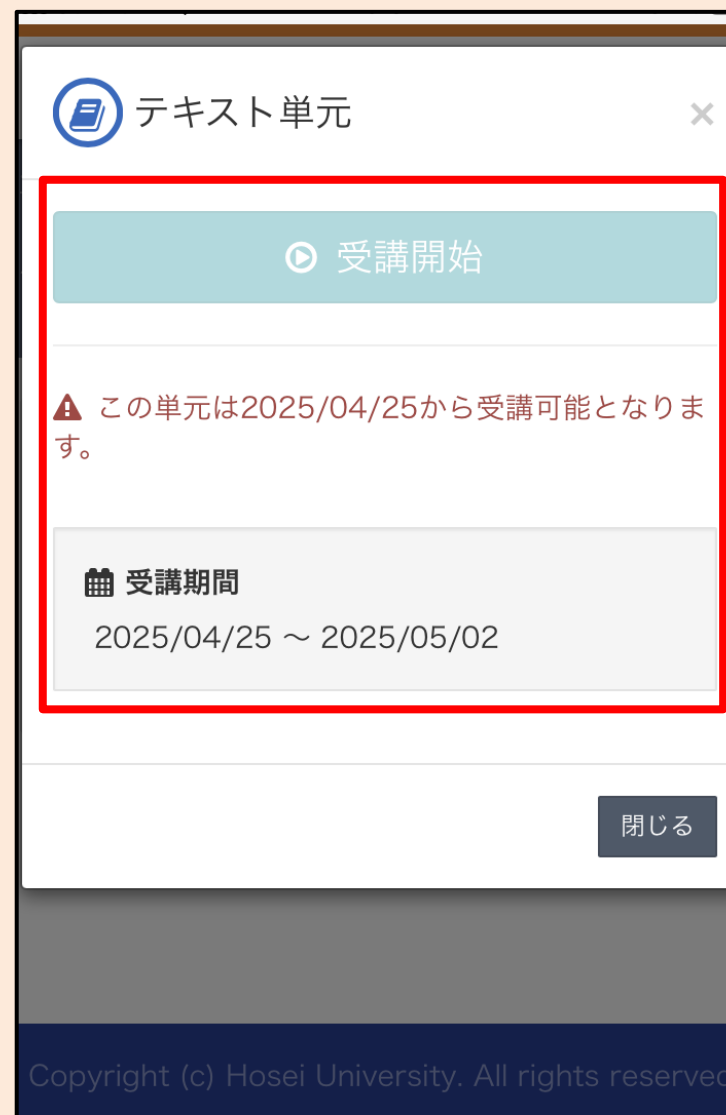 テキスト単元
×
受講開始
この単元は2025/04/25から受講可能となりま
す。
受講期間
2025/04/25 ～ 2025/05/02
閉じる
Copyright (c) Hosei University. All rights reserved